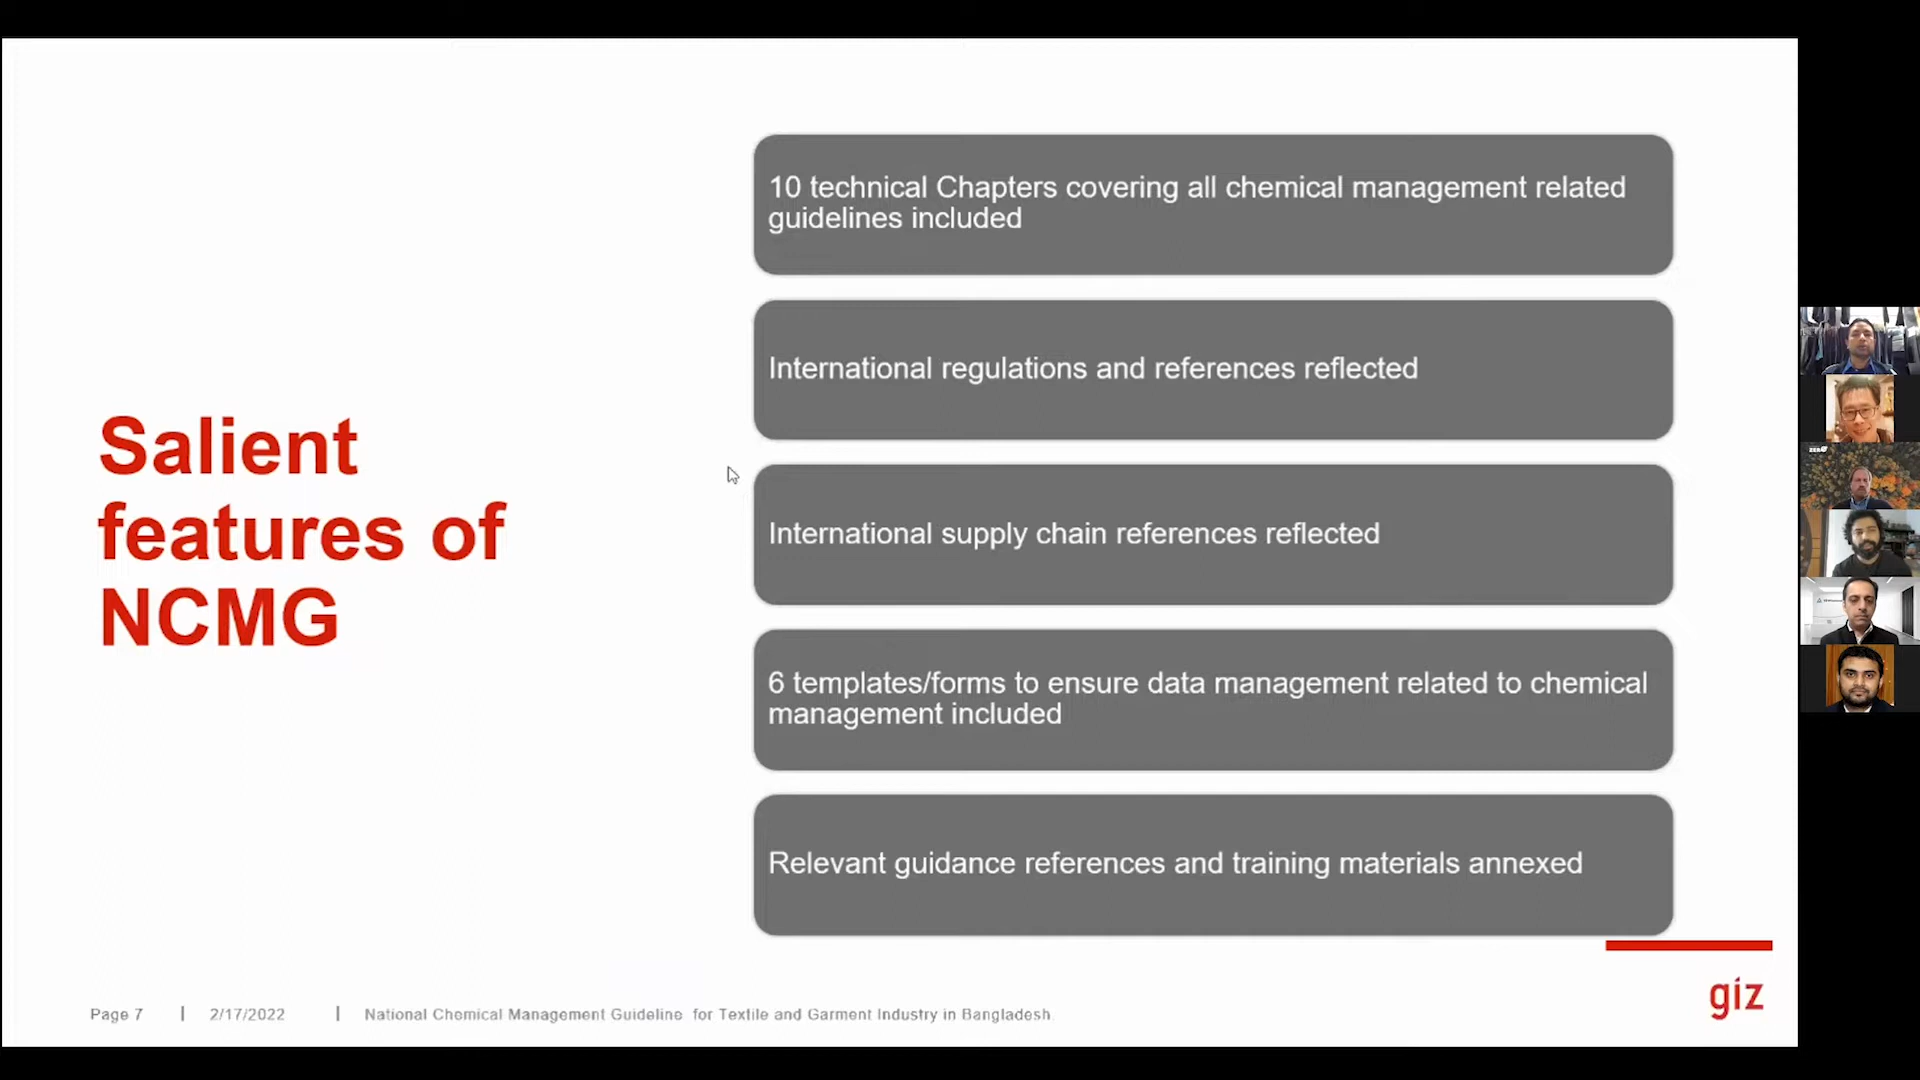 Salient
features of
NCMG
10 technical Chapters covering all chemical management related
guidelines included
International regulations and references reflected
International supply chain references reflected
6 templates/forms to ensure data management related to chemical
management included
Relevant guidance references and training materials annexed
giz
Page 7 | 2/17/2022 | National Chemical Management Guideline for Textile and Garment Industry in Bangladesh.